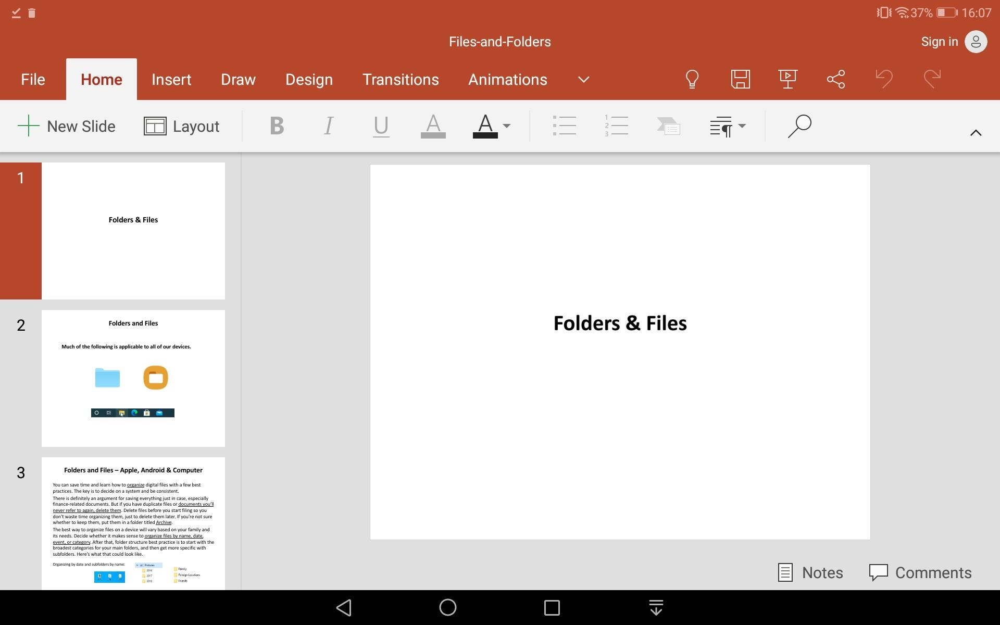 37% 16:07
Files-and-Folders
Sign in
File Home Insert Draw Design Transitions Animations
New Slide Layout B I U A A 1 2 3
1
Folders & Files
2
Folders and Files
Much of the following is applicable to all of our devices.
3
Folders and Files – Apple, Android & Computer
You can save time and learn how to organize digital files with a few best
practices. The key is to decide on a system and be consistent.
There is definitely an argument for saving everything just in case, especially
finance-related documents. But if you have duplicate files or documents you'll
never refer to again, delete them. Delete files before you start filing so you
don't waste time organizing them, just to delete them later. If you're not sure
whether to keep them, put them in a folder titled Archive.
The best way to organize files on a device will vary based on your family and
its needs. Decide whether it makes sense to organize files by name, date,
event, or category. After that, folder structure best practice is to start with the
broadest categories for your main folders, and then get more specific with
subfolders. Here's what that could look like.
Organizing by date and subfolders by name:
Pictures
2016
2017
2018
Family
Foreign Locations
Friends
Folders & Files
Notes Comments